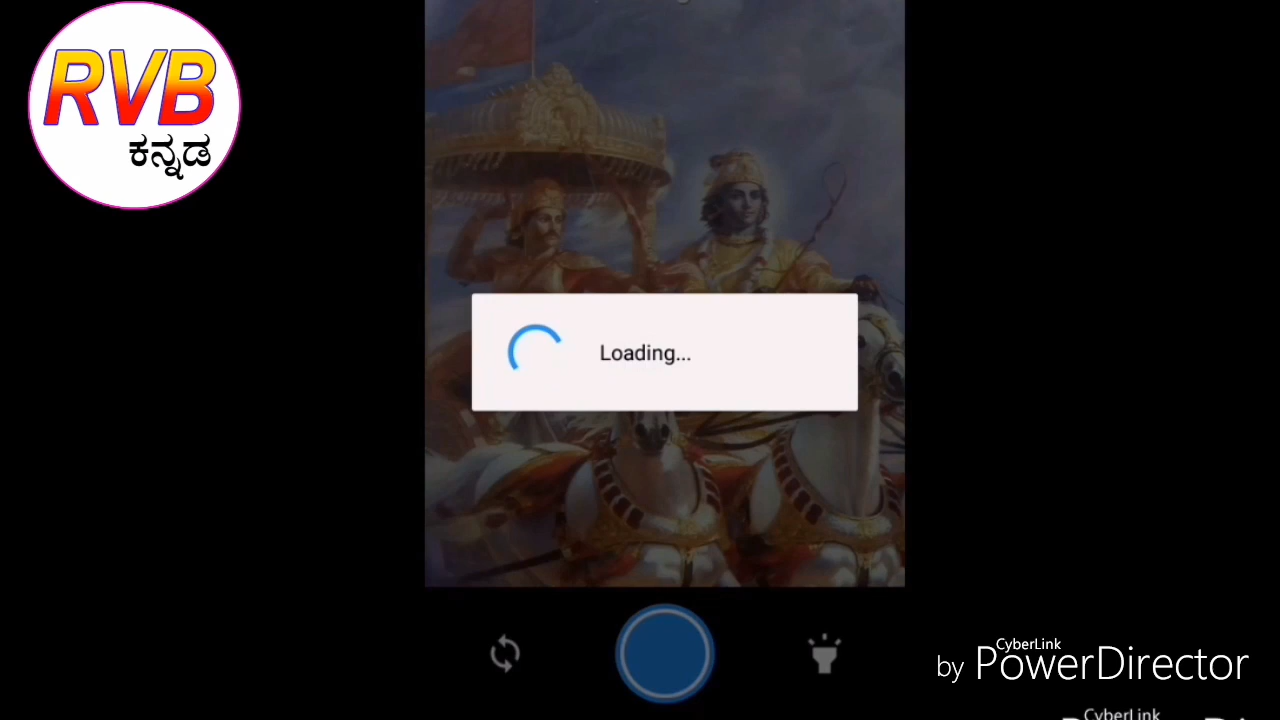 RVB
ಕನ್ನಡ
Loading...
CyberLink
by PowerDirector
CyberLink